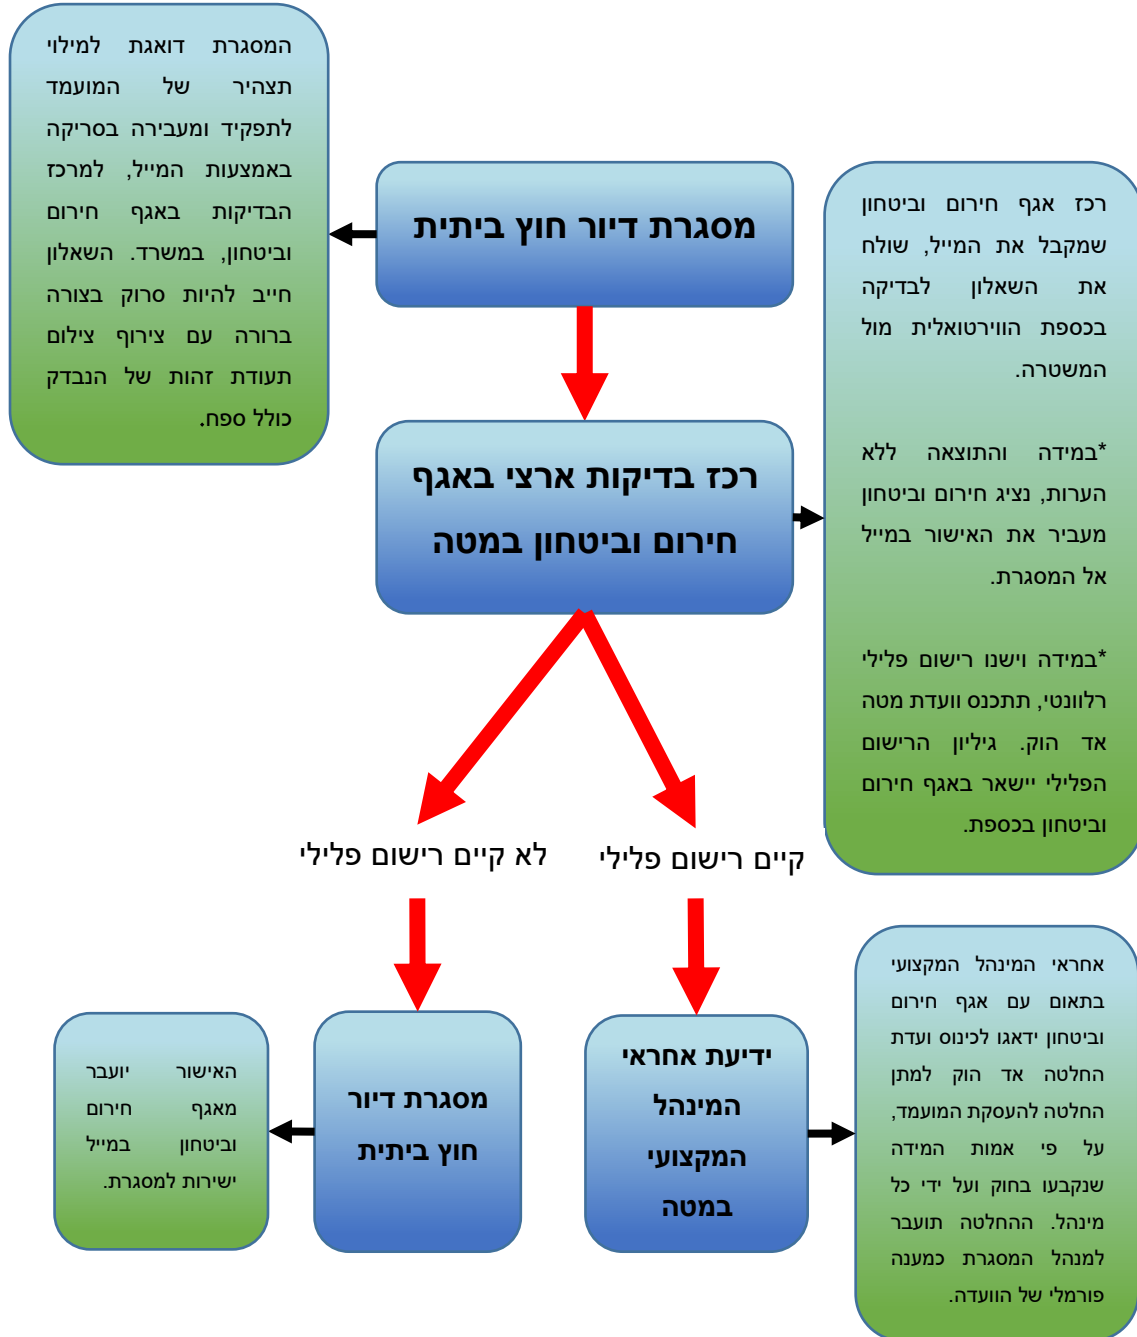 המסגרת דואגת למילוי
תצהיר של המועמד
לתפקיד ומעבירה בסריקה
באמצעות המייל, למרכז
הבדיקות באגף חירום
וביטחון, במשרד. השאלון
חייב להיות סרוק בצורה
ברורה עם צירוף צילום
תעודת זהות של הנבדק
כולל ספח.
מסגרת דיור חוץ ביתית
רכז אגף חירום וביטחון
שמקבל את המייל, שולח
את השאלון לבדיקה
בכספת הווירטואלית מול
המשטרה.
*במידה והתוצאה ללא
הערות, נציג חירום וביטחון
מעביר את האישור במייל
אל המסגרת.
*במידה וישנו רישום פלילי
רלוונטי, תתכנס וועדת מטה
אד הוק. גיליון הרישום
הפלילי יישאר באגף חירום
וביטחון בכספת.
רכז בדיקות ארצי באגף
חירום וביטחון במטה
קיים רישום פלילי
לא קיים רישום פלילי
אחראי המינהל המקצועי
בתאום עם אגף חירום
וביטחון ידאגו לכינוס ועדת
החלטה אד הוק למתן
החלטה להעסקת המועמד,
על פי אמות המידה
שנקבעו בחוק ועל ידי כל
מינהל. ההחלטה תועבר
למנהל המסגרת כמענה
פורמלי של הוועדה.
ידיעת אחראי
המינהל
המקצועי
במטה
מסגרת דיור
חוץ ביתית
האישור יועבר
מאגף חירום
וביטחון במייל
ישירות למסגרת.